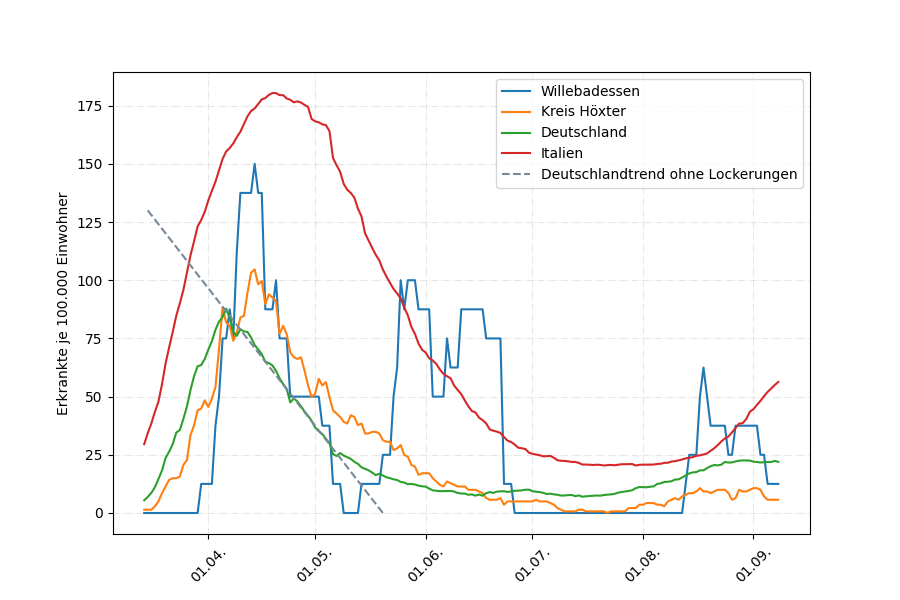 Willebadessen
Kreis Höxter
Deutschland
Italien
Deutschlandtrend ohne Lockerungen
Erkrankte je 100.000 Einwohner
175
150
125
100
75
50
25
0
01.04.
01.05.
01.06.
01.07.
01.08.
01.09.